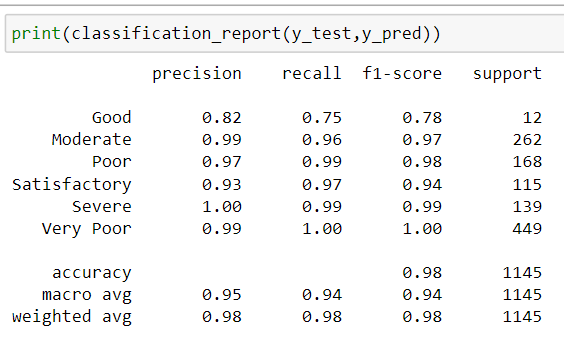 print(classification_report(y_test,y_pred))
precision recall f1-score support
Good 0.82 0.75 0.78 12
Moderate 0.99 0.96 0.97 262
Poor 0.97 0.99 0.98 168
Satisfactory 0.93 0.97 0.94 115
Severe 1.00 0.99 0.99 139
Very Poor 0.99 1.00 1.00 449
accuracy 0.98 1145
macro avg 0.95 0.94 0.94 1145
weighted avg 0.98 0.98 0.98 1145